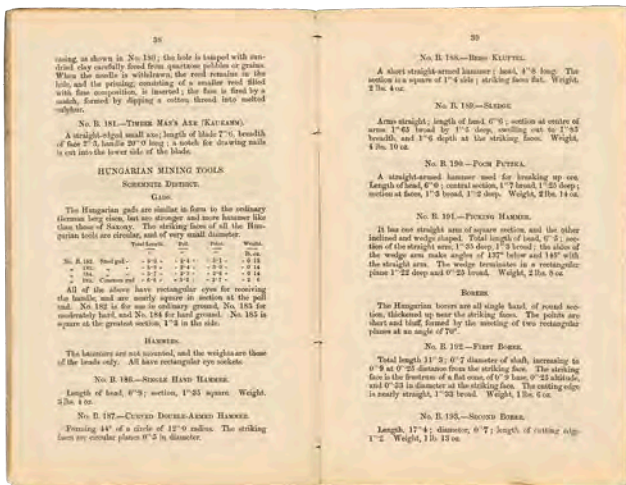 38
casing, as shown in No. 180; the hole is tamped with sun-
dried clay carefully freed from quartzose pebbles or grains.
When the needle is withdrawn, the reed remains in the
hole, and the priming, consisting of a smaller reed filled
with fine composition, is inserted; the fuse is fired by a
match, formed by dipping a cotton thread into melted
sulphur.
No. B. 181.—Timber Man's Axe (Kaukamm).
A straight-edged small axe; length of blade 7"·6, breadth
of face 2"·3, handle 20"·0 long; a notch for drawing nails
is cut into the lower side of the blade.
HUNGARIAN MINING TOOLS.
Schemnitz District.
Gads.
The Hungarian gads are similar in form to the ordinary
German berg eisen, but are stronger and more hammer like
than those of Saxony. The striking faces of all the Hun-
garian tools are circular, and of very small diameter.
Total Length. Poll. Point. Weight.
lb. oz.
No. B. 182. Steel gad
183.
184.
185. Common gad
All of the above have rectangular eyes for receiving
the handle, and are nearly square in section at the poll
end. No. 182 is for use in ordinary ground, No. 183 for
moderately hard, and No. 184 for hard ground. No. 185 is
square at the greatest section, 1"·3 in the side.
Hammers.
The hammers are not mounted, and the weights are those
of the heads only. All have rectangular eye sockets.
No. B. 186.—Single Hand Hammer.
Length of head, 6"·9; section, 1"·35 square. Weight,
3 lbs. 4 oz.
No. B. 187.—Curved Double-Armed Hammer.
Forming 44° of a circle of 12"·0 radius. The striking
faces are circular planes 0"·5 in diameter.
39
No. B. 188.—Berg Kluftel.
A short straight-armed hammer; head, 4"·8 long. The
section is a square of 1"·4 side; striking faces flat. Weight,
2 lbs. 4 oz.
No. B. 189.—Sledge.
Arms straight; length of head, 6"·6; section at centre of
arms 1"·65 broad by 1"·5 deep, swelling out to 1"·85
breadth, and 1"·6 depth at the striking faces. Weight,
4 lbs. 10 oz.
No. B. 190.—Poch Putzka.
A straight-armed hammer used for breaking up ore.
Length of head, 6"·0; central section, 1"·7 broad, 1"·25 deep;
section at faces, 1"·3 broad, 1"·2 deep. Weight, 2 lbs. 14 oz.
No. B. 191.—Picking Hammer.
It has one straight arm of square section, and the other
inclined and wedge shaped. Total length of head, 6"·5; sec-
tion of the straight arm, 1"·35 deep, 1"·3 broad; the sides of
the wedge arm make angles of 137° below and 145° with
the straight arm. The wedge terminates in a rectangular
plane 1"·22 deep and 0"·25 broad. Weight, 2 lbs. 8 oz.
Borers.
The Hungarian borers are all single hand, of round sec-
tion, thickened up near the striking faces. The points are
short and bluff, formed by the meeting of two rectangular
planes at an angle of 70°.
No. B. 192.—First Borer.
Total length 11"·3; 0"·7 diameter of shaft, increasing to
0"·9 at 0"·25 distance from the striking face. The striking
face is the frustrum of a flat cone, of 0"·9 base, 0"·25 altitude,
and 0"·33 in diameter at the striking face. The cutting edge
is nearly straight, 1"·33 broad. Weight, 1 lb. 6 oz.
No. B. 193.—Second Borer.
Length, 17"·4; diameter, 0"·7; length of cutting edge
1"·2. Weight, 1 lb. 13 oz.